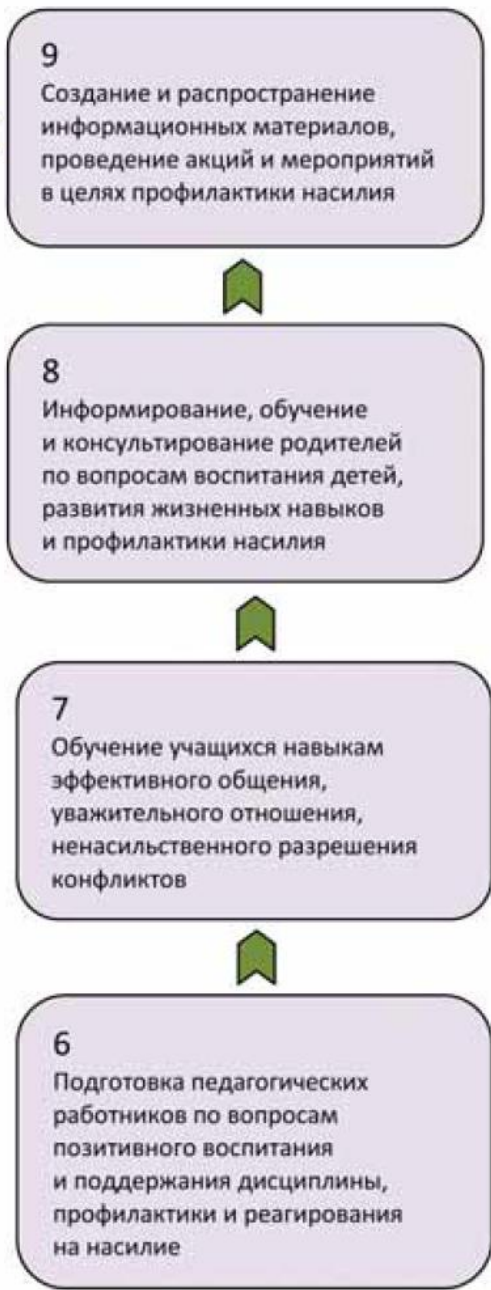 9
Создание и распространение
информационных материалов,
проведение акций и мероприятий
в целях профилактики насилия
8
Информирование, обучение
и консультирование родителей
по вопросам воспитания детей,
развития жизненных навыков
и профилактики насилия
7
Обучение учащихся навыкам
эффективного общения,
уважительного отношения,
ненасильственного разрешения
конфликтов
6
Подготовка педагогических
работников по вопросам
позитивного воспитания
и поддержания дисциплины,
профилактики и реагирования
на насилие